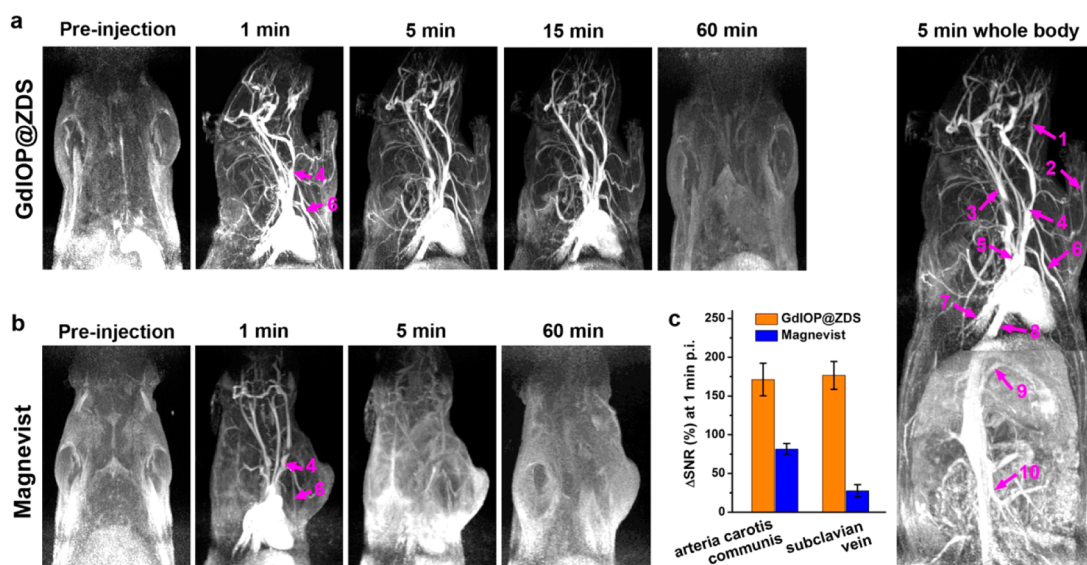 a
Pre-injection
1 min
5 min
15 min
60 min
5 min whole body
GdIOP@ZDS
4
6
1
2
3
4
5
6
7
8
9
10
b
Pre-injection
1 min
5 min
60 min
Magnevist
4
6
c
GdIOP@ZDS
Magnevist
ΔSNR (%) at 1 min p.i.
250
200
150
100
50
0
arteria carotis
communis
subclavian
vein